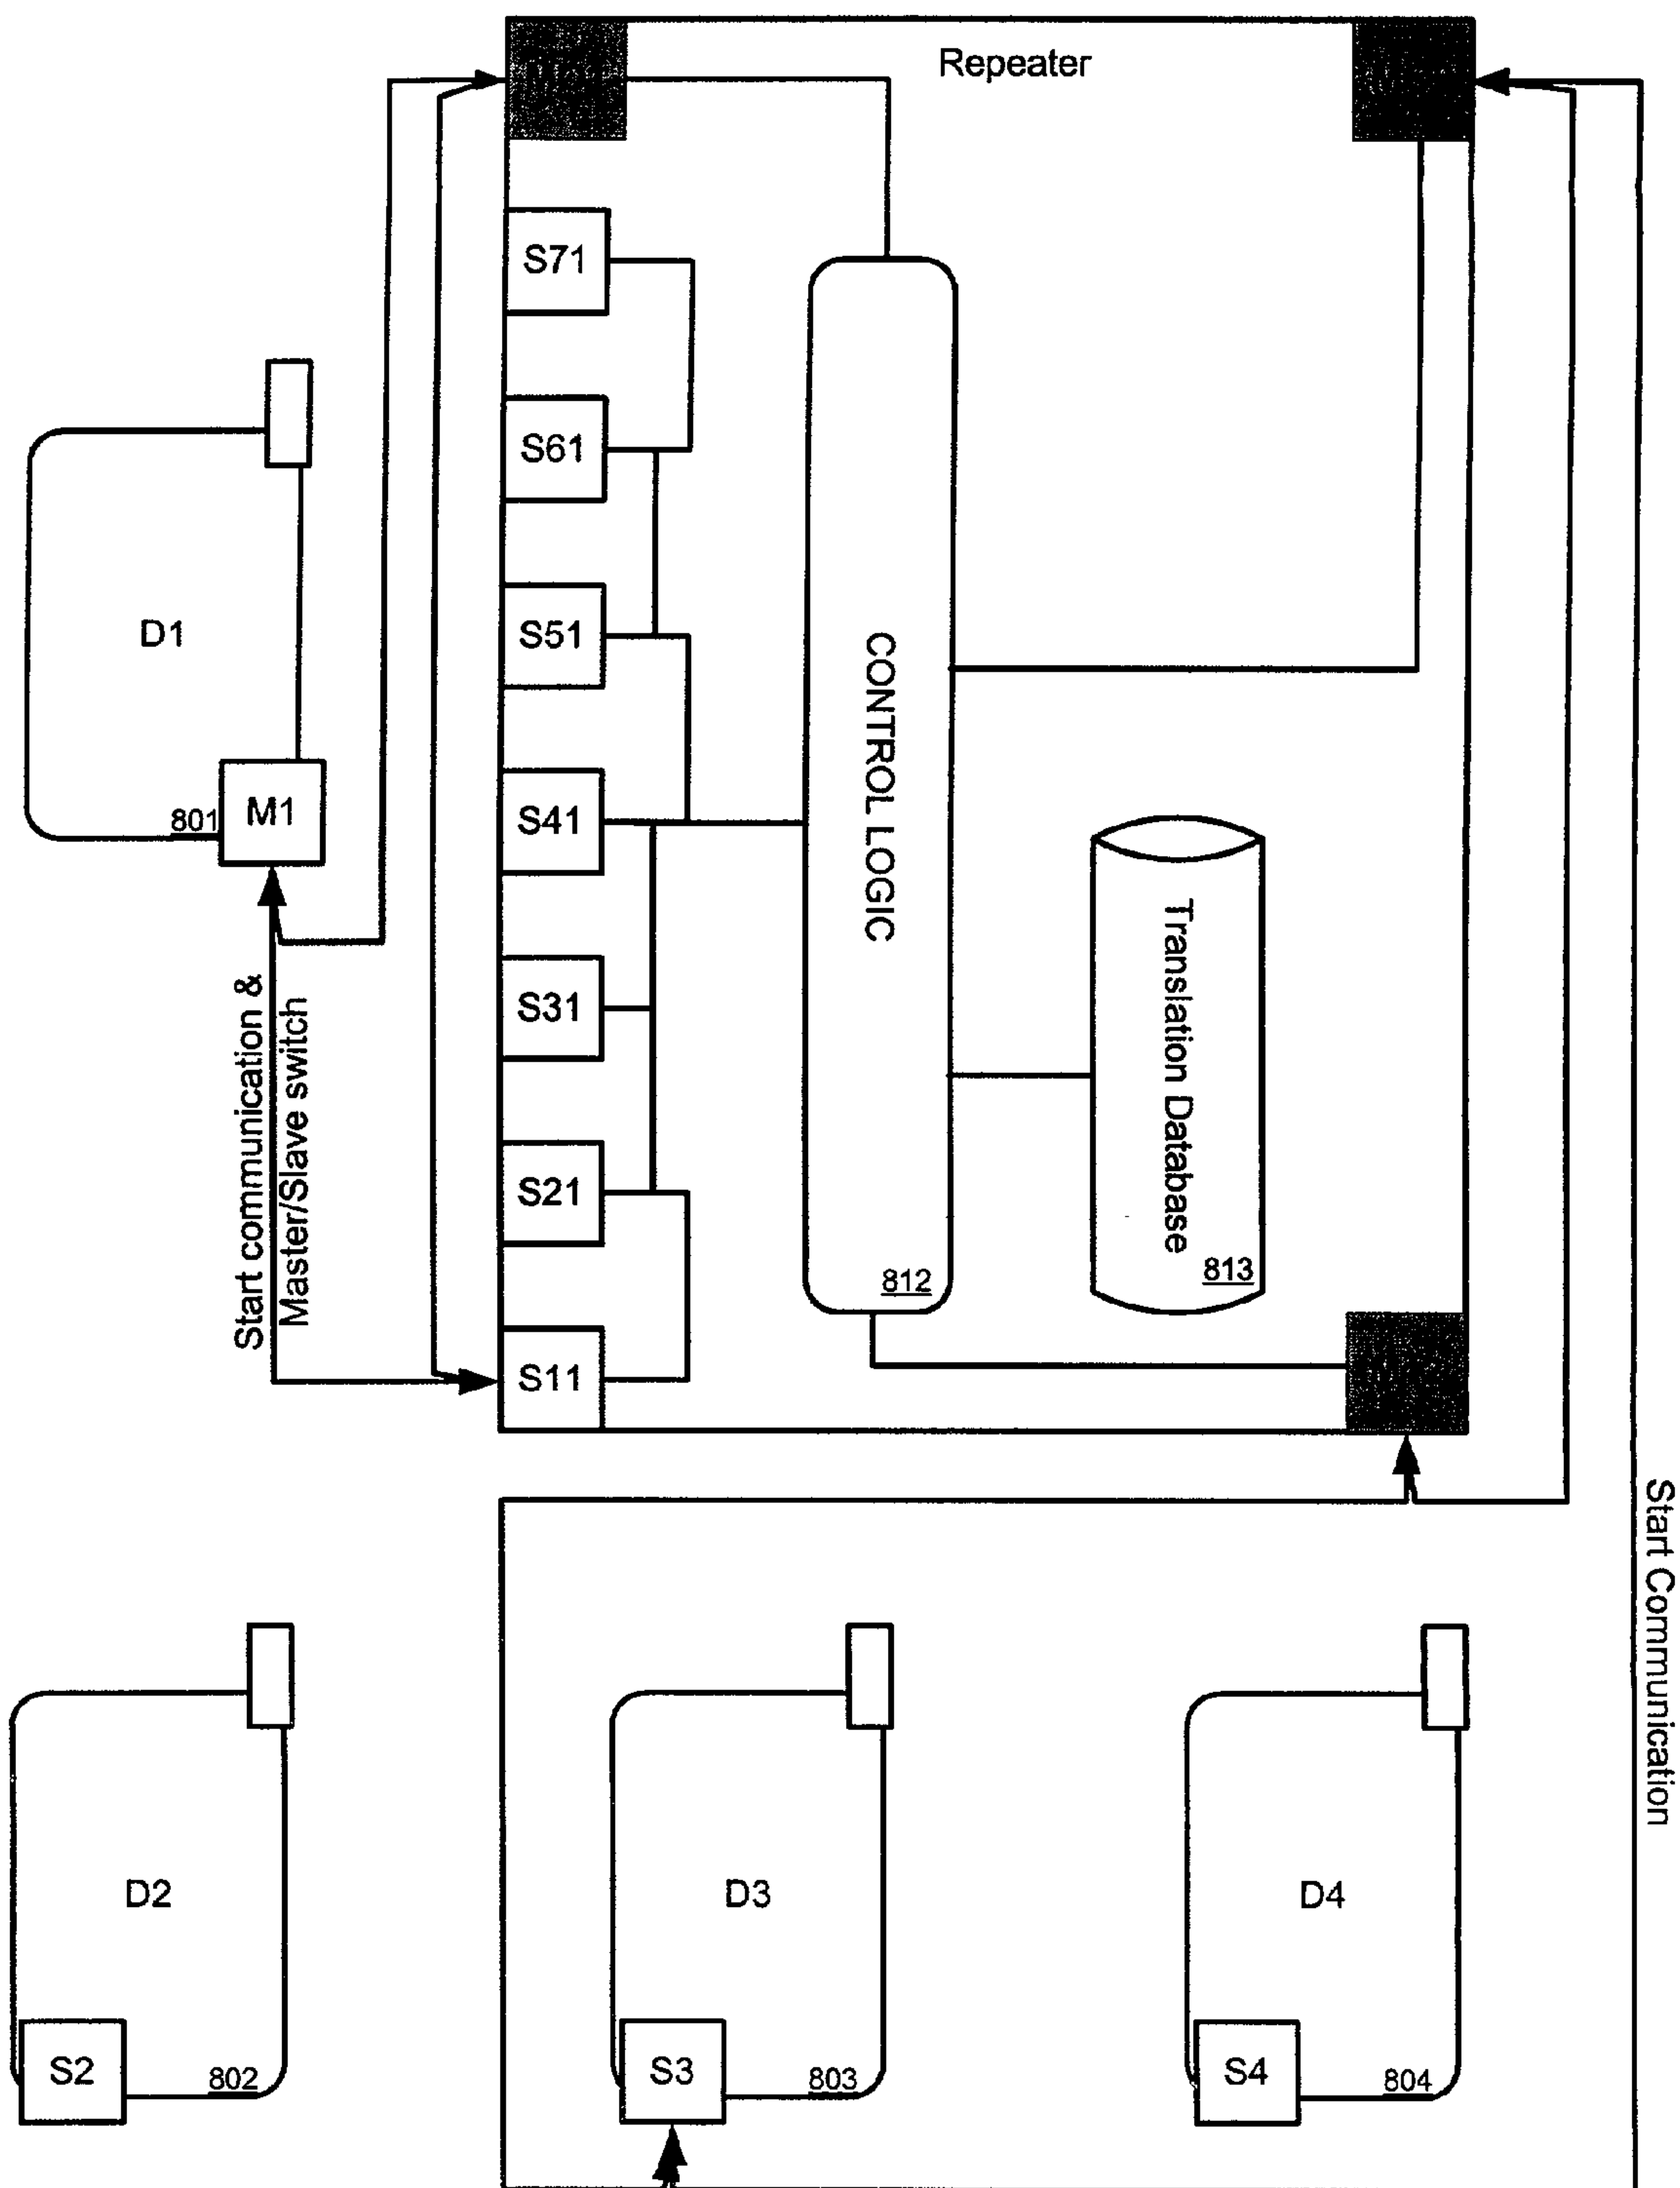 Repeater
S71
S61
S51
S41
S31
S21
S11
CONTROL LOGIC
812
Translation Database
813
D1
801
M1
Start communication &
Master/Slave switch
Start Communication
D2
S2
802
D3
S3
803
D4
S4
804